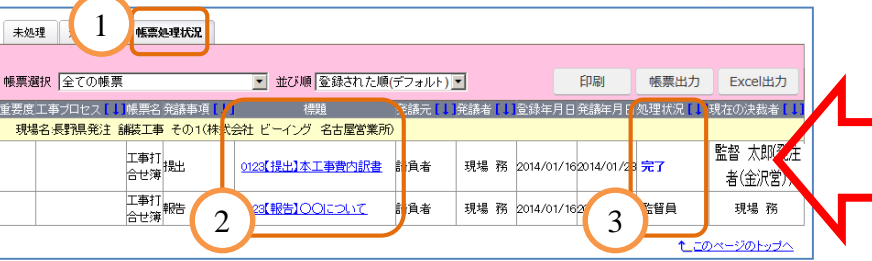 未処理
1
帳票処理状況
帳票選択 全ての帳票 並び順 登録された順(デフォルト) 印刷 帳票出力 Excel出力
重要度 工事プロセス【↓】帳票名 発議事項【 標題 発議元【↓】発議者【↓】登録年月日 発議年月日 処理状況【 現在の決裁者【↓】
現場名:長野県発注 舗装工事 その1(株式会社 ビーイング 名古屋営業所)
工事打合せ簿 提出 0123【提出】本工事費内訳書 請負者 現場 務 2014/01/16 2014/01/23 完了 監督 太郎(発注者(金沢営))
工事打合せ簿 報告 23【報告】〇〇について 請負者 現場 務 2014/01/16 監督員 現場 務
2
3
↑このページのトップへ